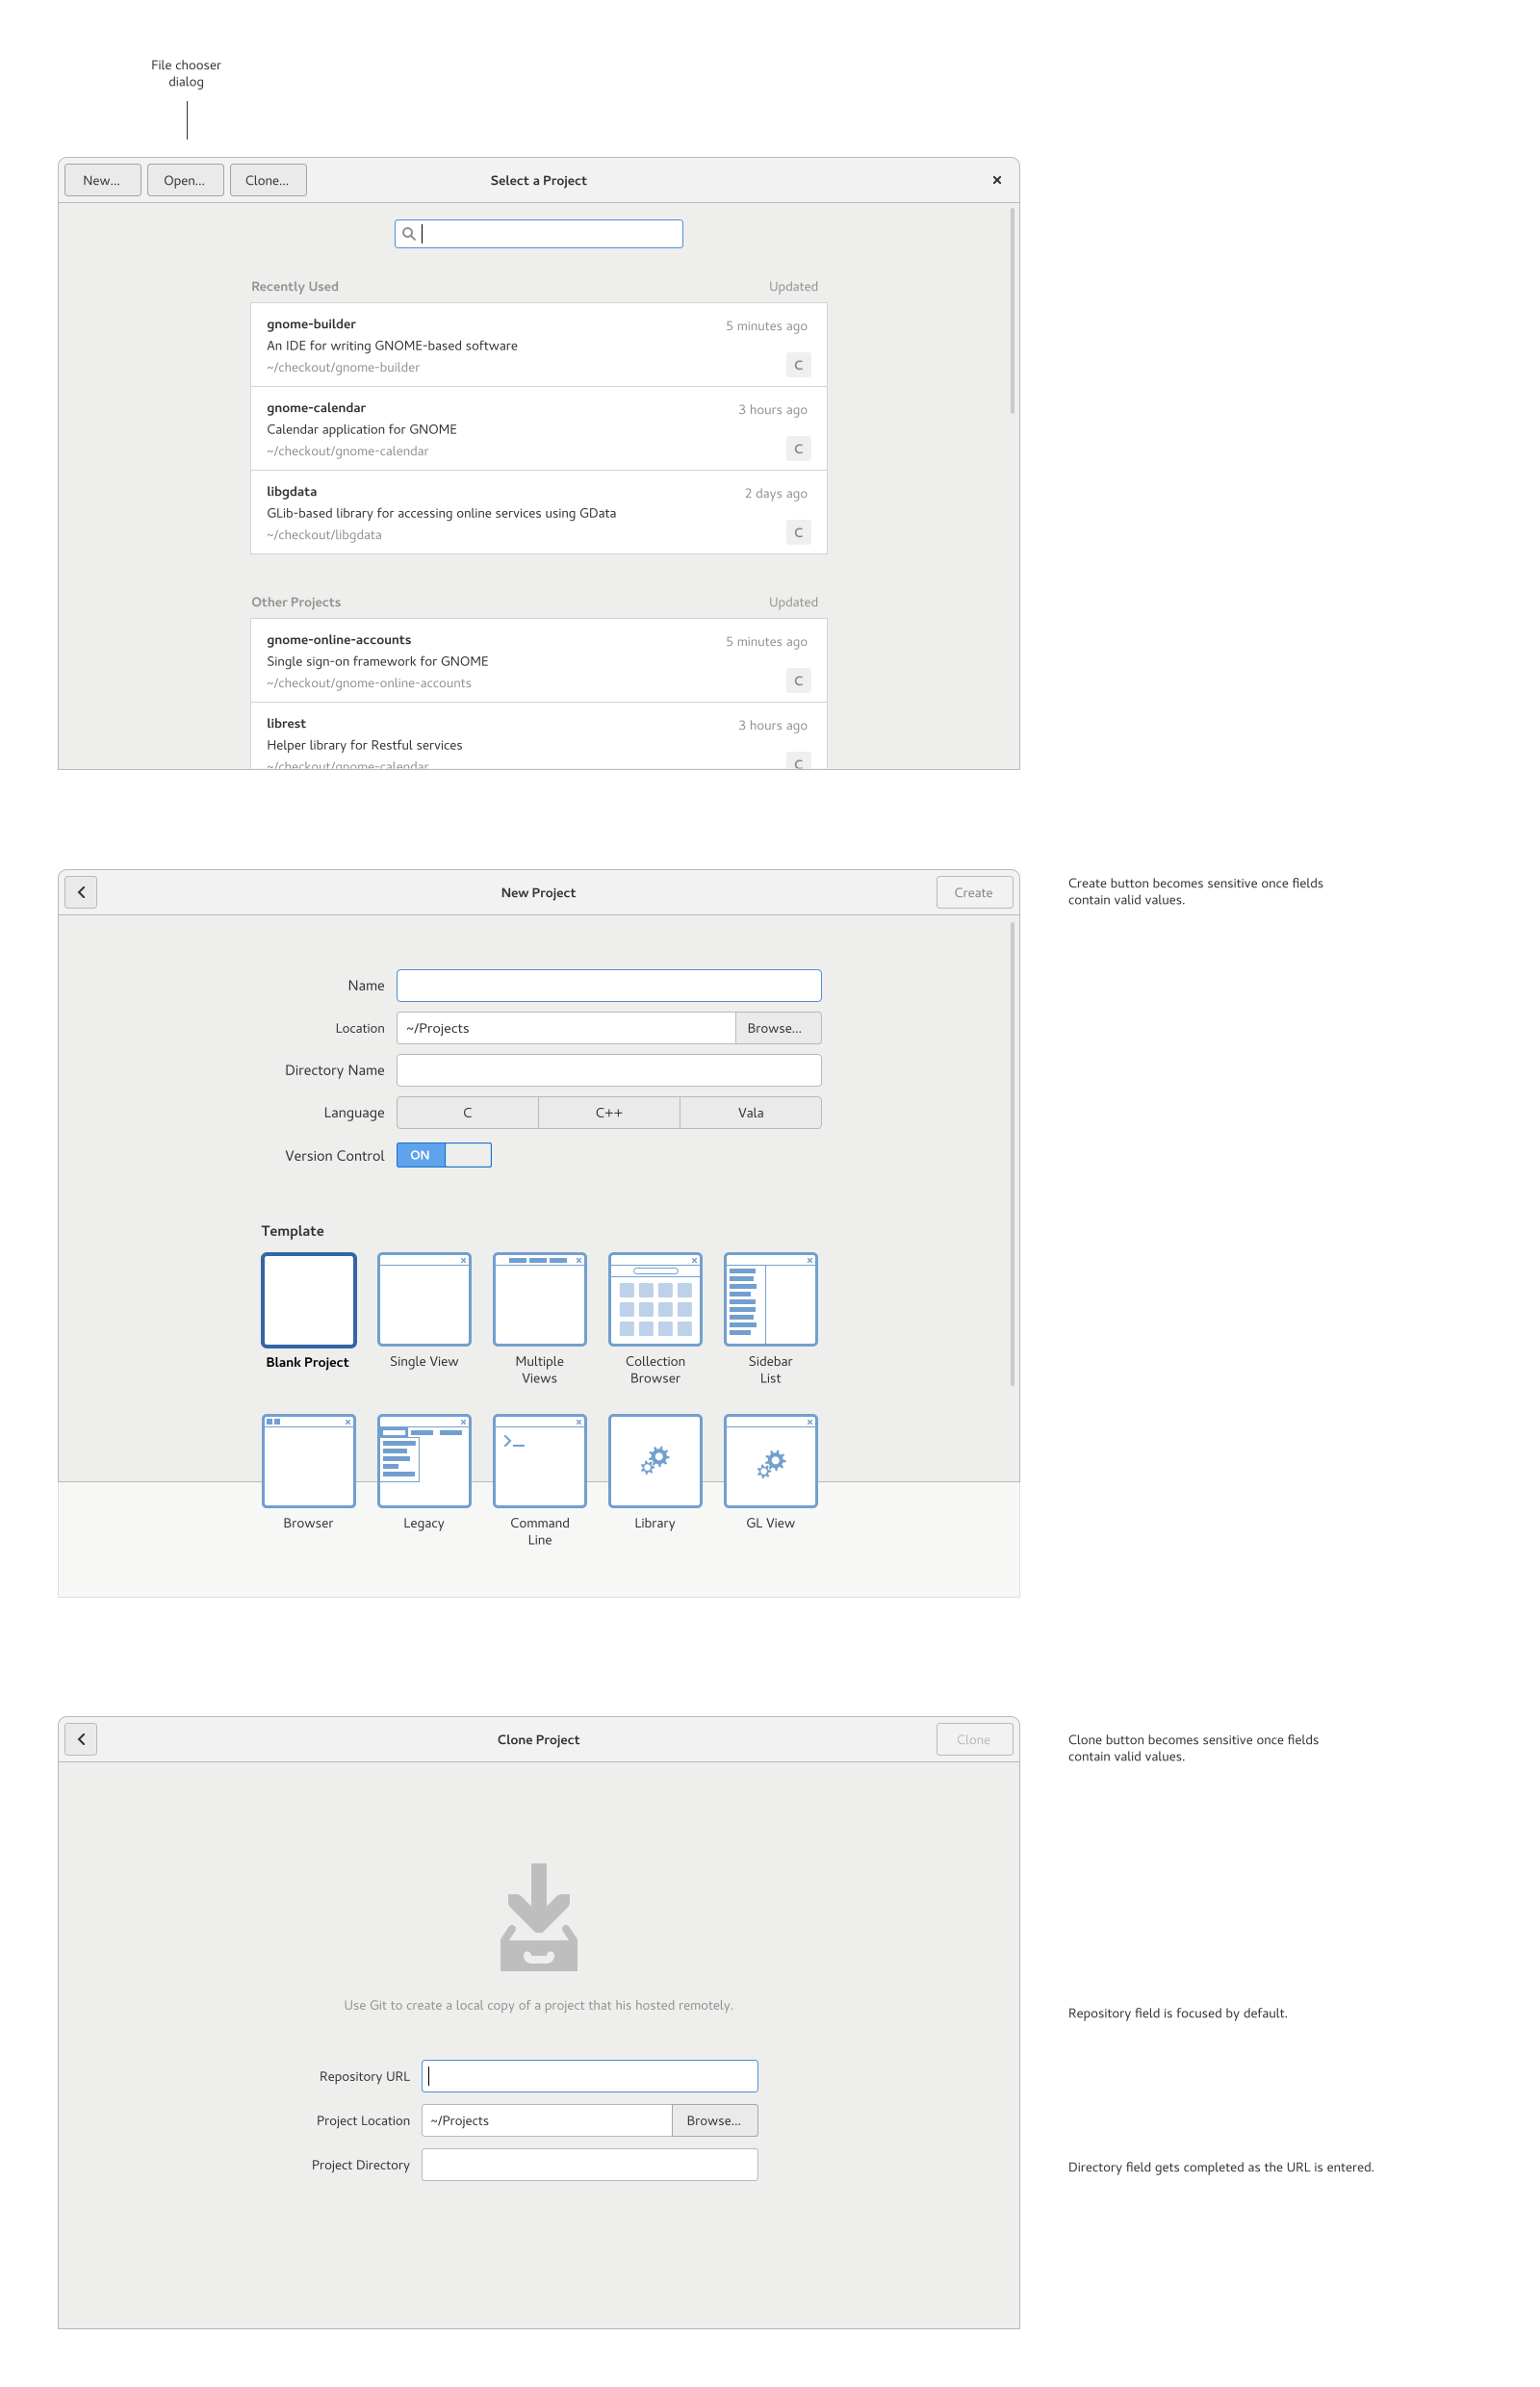 File chooser
dialog
New...
Open...
Clone...
Select a Project
Recently Used
Updated
gnome-builder
5 minutes ago
An IDE for writing GNOME-based software
~/checkout/gnome-builder
C
gnome-calendar
3 hours ago
Calendar application for GNOME
~/checkout/gnome-calendar
C
libgdata
2 days ago
GLib-based library for accessing online services using GData
~/checkout/libgdata
C
Other Projects
Updated
gnome-online-accounts
5 minutes ago
Single sign-on framework for GNOME
~/checkout/gnome-online-accounts
C
librest
3 hours ago
Helper library for Restful services
~/checkout/gnome-calendar
C
New Project
Create
Create button becomes sensitive once fields
contain valid values.
Name
Location
~/Projects
Browse...
Directory Name
Language
C
C++
Vala
Version Control
ON
Template
Blank Project
Single View
Multiple
Views
Collection
Browser
Sidebar
List
Browser
Legacy
Command
Line
Library
GL View
Clone Project
Clone
Clone button becomes sensitive once fields
contain valid values.
Use Git to create a local copy of a project that his hosted remotely.
Repository field is focused by default.
Repository URL
Project Location
~/Projects
Browse...
Project Directory
Directory field gets completed as the URL is entered.